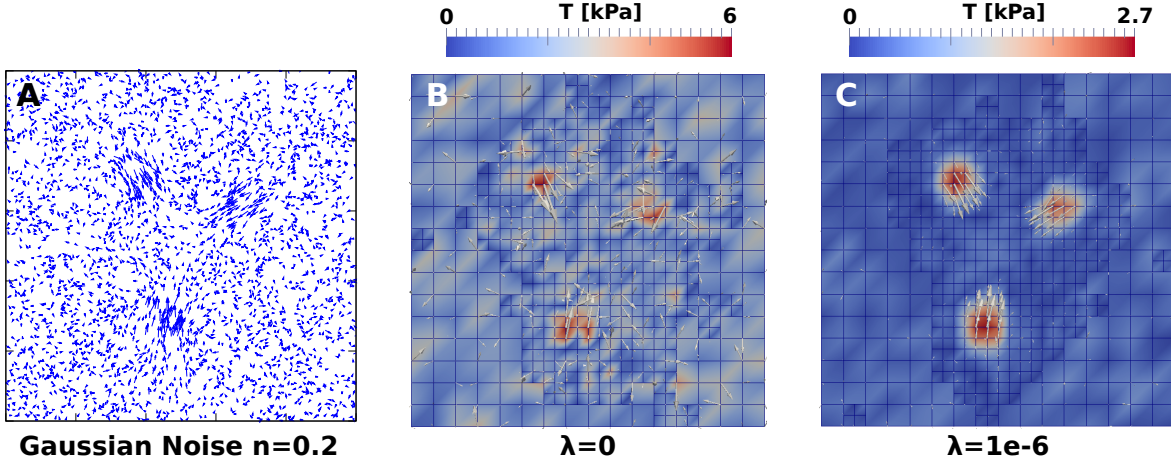 T [kPa]
0 6
T [kPa]
0 2.7
A
B
C
Gaussian Noise n=0.2
λ=0
λ=1e-6